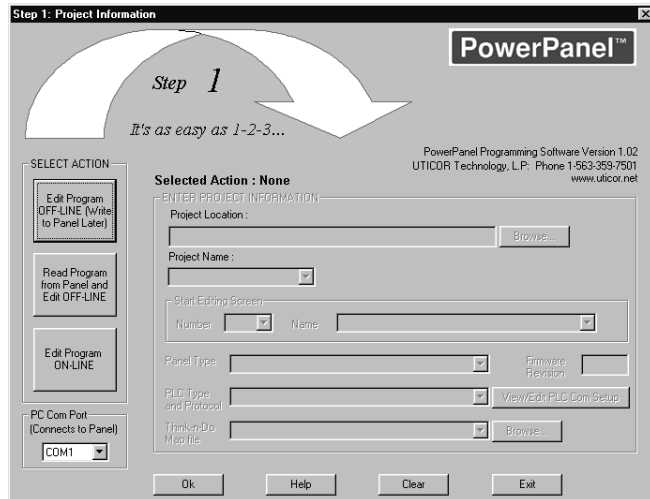 Step 1: Project Information
PowerPanel™
Step 1
It's as easy as 1-2-3...
PowerPanel Programming Software Version 1.02
UTICOR Technology, L.P: Phone 1-563-359-7501
www.uticor.net
SELECT ACTION
Edit Program
OFF-LINE (Write
to Panel Later)
Read Program
from Panel and
Edit OFF-LINE
Edit Program
ON-LINE
PC Com Port
(Connects to Panel)
COM1
Selected Action : None
ENTER PROJECT INFORMATION
Project Location :
Browse...
Project Name :
Start Editing Screen
Number
Name
Panel Type
Firmware
Revision
PLC Type
and Protocol
View/Edit PLC Com Setup
Think-n-Do
Map file
Browse...
Ok
Help
Clear
Exit